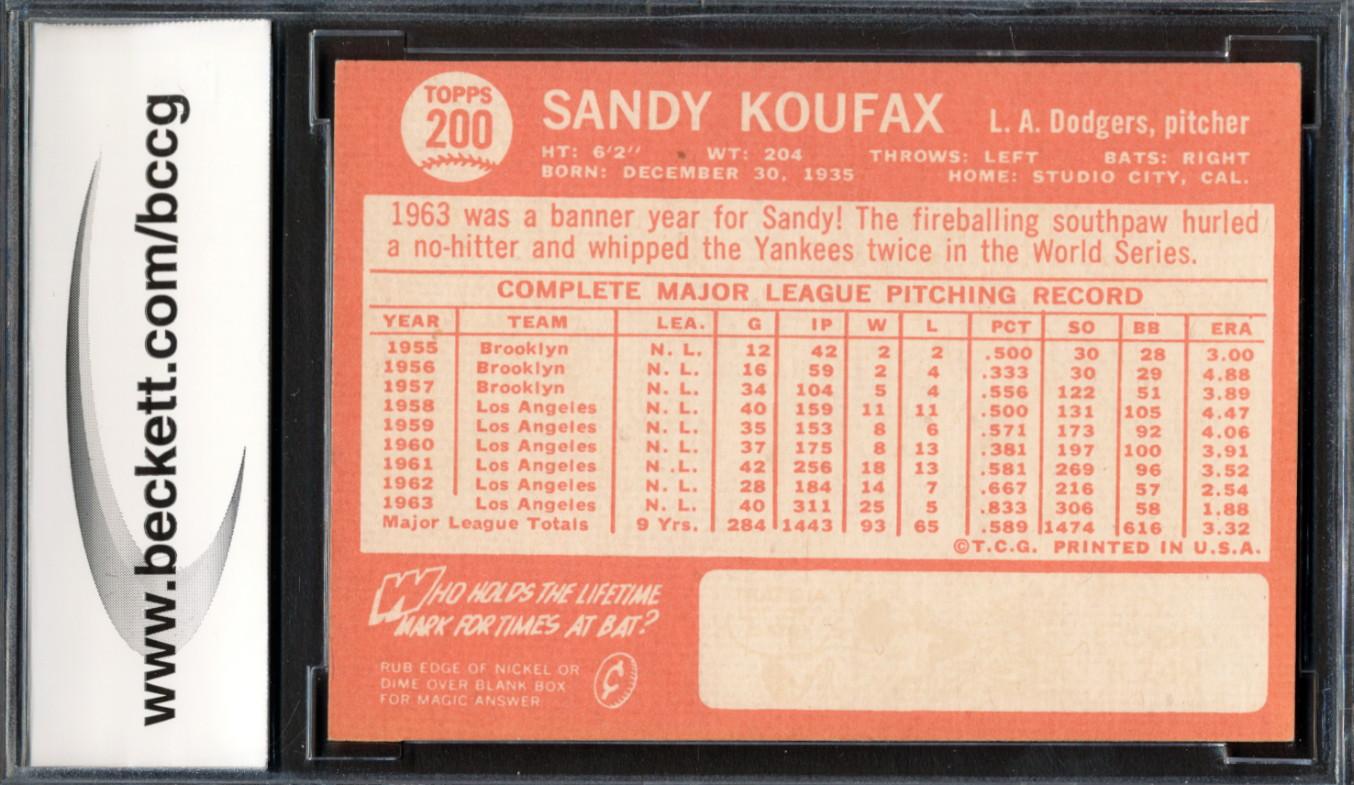 www.beckett.com/bccg
TOPPS
200
SANDY KOUFAX
L. A. Dodgers, pitcher
HT: 6'2" WT: 204 THROWS: LEFT BATS: RIGHT
BORN: DECEMBER 30, 1935 HOME: STUDIO CITY, CAL.
1963 was a banner year for Sandy! The fireballing southpaw hurled
a no-hitter and whipped the Yankees twice in the World Series.
COMPLETE MAJOR LEAGUE PITCHING RECORD
YEAR TEAM LEA. G IP W L PCT SO BB ERA
1955 Brooklyn N. L. 12 42 2 2 .500 30 28 3.00
1956 Brooklyn N. L. 16 59 2 4 .333 30 29 4.88
1957 Brooklyn N. L. 34 104 5 4 .556 122 51 3.89
1958 Los Angeles N. L. 40 159 11 11 .500 131 105 4.47
1959 Los Angeles N. L. 35 153 8 6 .571 173 92 4.06
1960 Los Angeles N. L. 37 175 8 13 .381 197 100 3.91
1961 Los Angeles N .L. 42 256 18 13 .581 269 96 3.52
1962 Los Angeles N. L. 28 184 14 7 .667 216 57 2.54
1963 Los Angeles N. L. 40 311 25 5 .833 306 58 1.88
Major League Totals 9 Yrs. 284 1443 93 65 .589 1474 616 3.32
©T.C.G. PRINTED IN U.S.A.
WHO HOLDS THE LIFETIME
MARK FOR TIMES AT BAT?
RUB EDGE OF NICKEL OR
DIME OVER BLANK BOX
FOR MAGIC ANSWER
¢